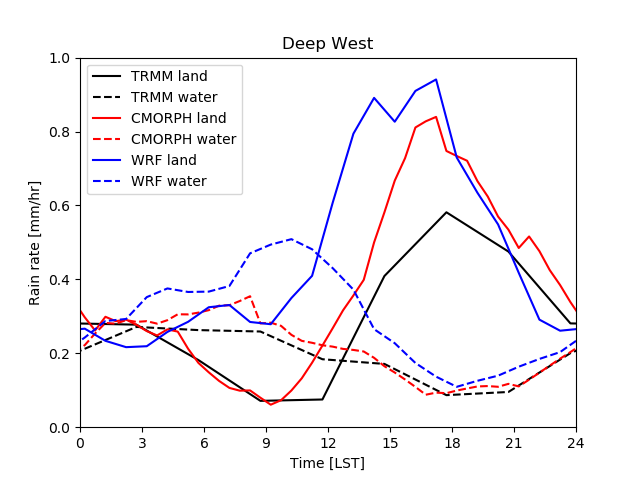 Deep West
1.0
0.8
0.6
0.4
0.2
0.0
Rain rate [mm/hr]
TRMM land
TRMM water
CMORPH land
CMORPH water
WRF land
WRF water
0 3 6 9 12 15 18 21 24
Time [LST]